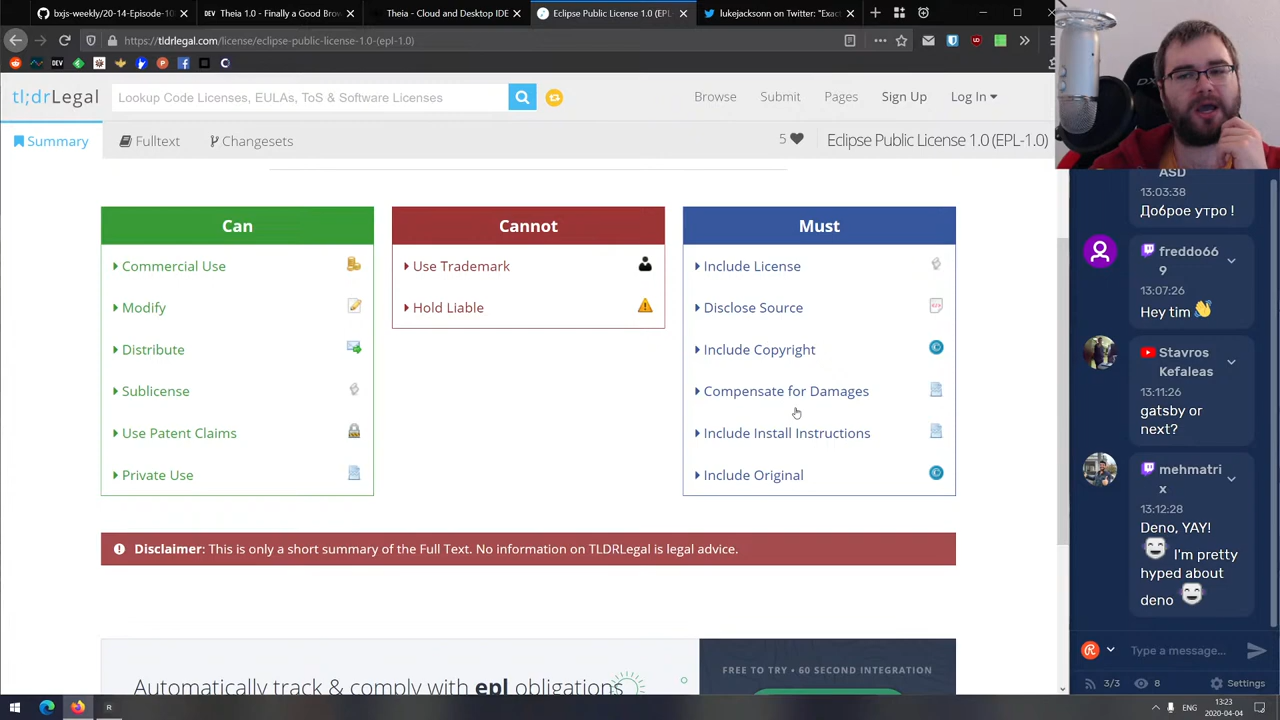 bxjs-weekly/20-14-Episode-10
Theia 1.0 - Finally a Good Brow
Theia - Cloud and Desktop IDE
Eclipse Public License 1.0 (EPL
lukejacksonn on Twitter: "Exact
https://tldrlegal.com/license/eclipse-public-license-1.0-(epl-1.0)
tl;drLegal
Lookup Code Licenses, EULAs, ToS & Software Licenses
Browse
Submit
Pages
Sign Up
Log In
Summary
Fulltext
Changesets
5
Eclipse Public License 1.0 (EPL-1.0)
Can
Commercial Use
Modify
Distribute
Sublicense
Use Patent Claims
Private Use
Cannot
Use Trademark
Hold Liable
Must
Include License
Disclose Source
Include Copyright
Compensate for Damages
Include Install Instructions
Include Original
Disclaimer: This is only a short summary of the Full Text. No information on TLDRLegal is legal advice.
Automatically track & comply with epl obligations
FREE TO TRY • 60 SECOND INTEGRATION
DX
ASD
13:03:38
Доброе утро !
freddo66
9
13:07:26
Hey tim
Stavros
Kefaleas
13:11:26
gatsby or
next?
mehmatri
x
13:12:28
Deno, YAY!
I'm pretty
hyped about
deno
Type a message...
3/3
8
Settings
ENG
13:23
2020-04-04